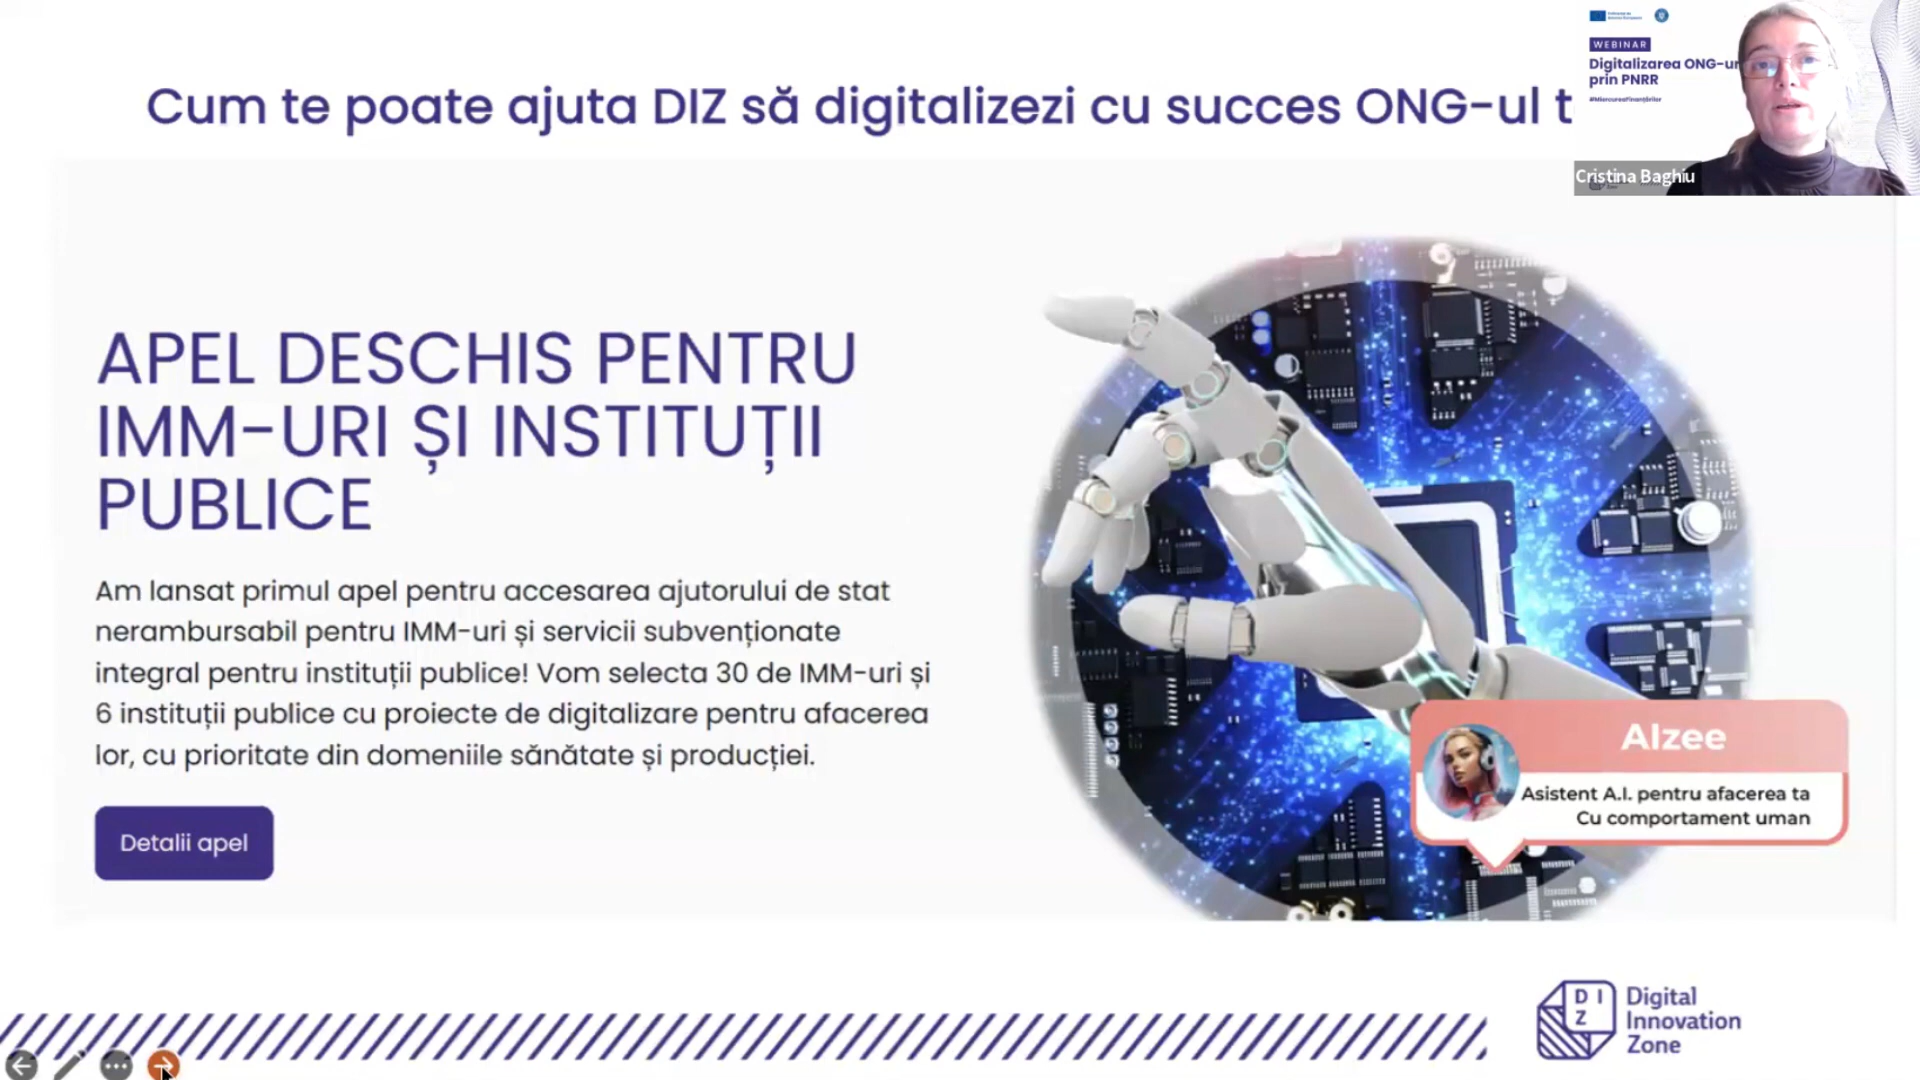 Cum te poate ajuta DIZ să digitalizezi cu succes ONG-ul t
WEBINAR
Digitalizarea ONG-ur
prin PNRR
#MiercureaFinanțărilor
Cristina Baghiu
APEL DESCHIS PENTRU
IMM-URI ȘI INSTITUȚII
PUBLICE
Am lansat primul apel pentru accesarea ajutorului de stat
nerambursabil pentru IMM-uri și servicii subvenționate
integral pentru instituții publice! Vom selecta 30 de IMM-uri și
6 instituții publice cu proiecte de digitalizare pentru afacerea
lor, cu prioritate din domeniile sănătate și producției.
Detalii apel
AIzee
Asistent A.I. pentru afacerea ta
Cu comportament uman
D I
Z
Digital
Innovation
Zone